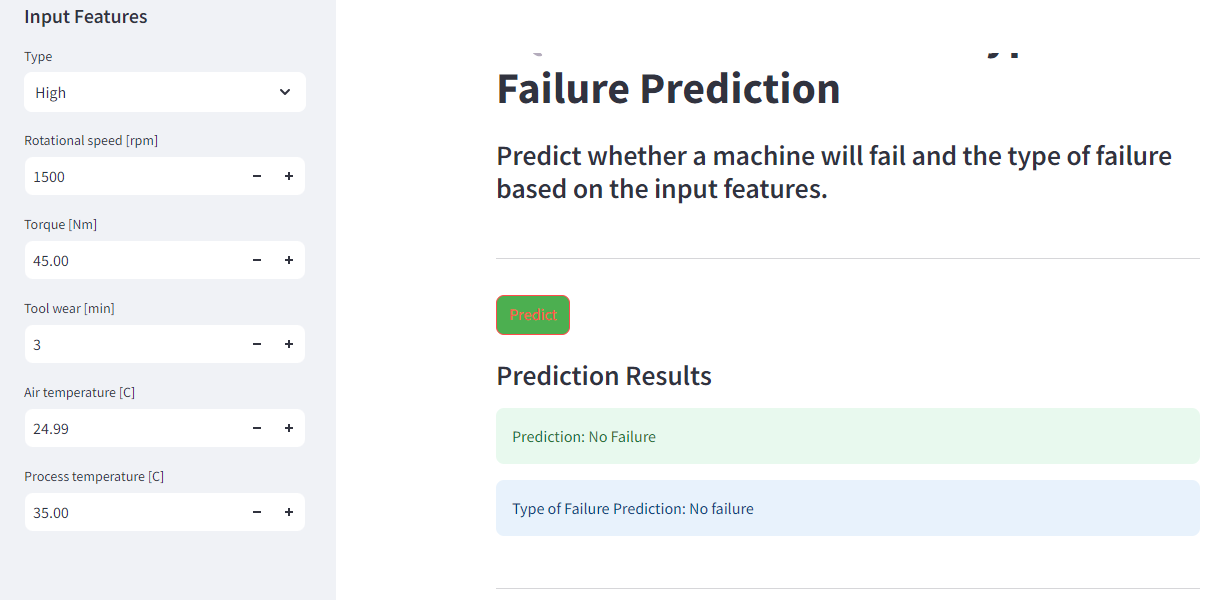 Input Features
Type
High
Rotational speed [rpm]
1500
Torque [Nm]
45.00
Tool wear [min]
3
Air temperature [C]
24.99
Process temperature [C]
35.00
Failure Prediction
Predict whether a machine will fail and the type of failure
based on the input features.
Predict
Prediction Results
Prediction: No Failure
Type of Failure Prediction: No failure